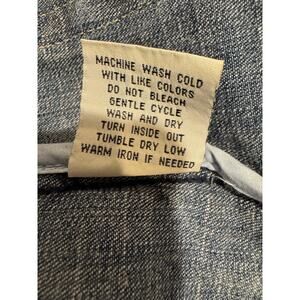 MACHINE WASH COLD
WITH LIKE COLORS
DO NOT BLEACH
GENTLE CYCLE
WASH AND DRY
TURN INSIDE OUT
TUMBLE DRY LOW
WARM IRON IF NEEDED